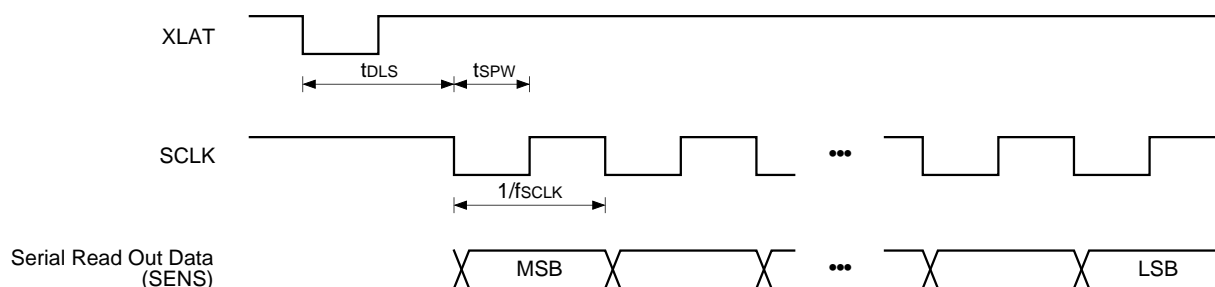 XLAT
tDLS
tSPW
SCLK
•••
1/fSCLK
Serial Read Out Data
(SENS)
MSB
•••
LSB